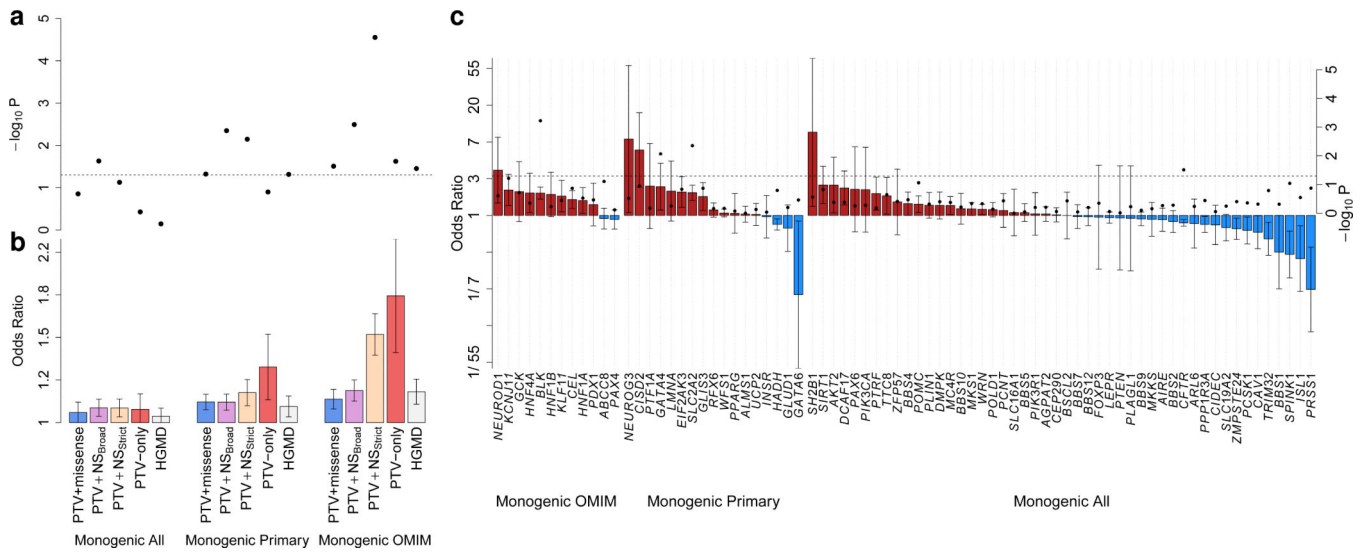 a
5
4
3
2
1
0
−log10 P
b
2.2
1.8
1.5
1.2
1
Odds Ratio
PTV+missense
PTV + NSBroad
PTV + NSStrict
PTV−only
HGMD
PTV+missense
PTV + NSBroad
PTV + NSStrict
PTV−only
HGMD
PTV+missense
PTV + NSBroad
PTV + NSStrict
PTV−only
HGMD
Monogenic All
Monogenic Primary
Monogenic OMIM
c
55
20
7
3
1
1/ 7
1/ 55
Odds Ratio
5
4
3
2
1
0
−log10 P
NEUROD1
KCNJ11
GCK
HNF4A
BLK
HNF1B
KLF11
CEL
HNF1A
PDX1
ABCC8
PAX4
NEUROG3
CISD2
PTF1A
GATA4
LMNA
EIF2AK3
SLC2A2
GLIS3
RFX6
WFS1
PPARG
ALMS1
UCP2
INSR
HADH
GLUD1
GATA6
SH2B1
SIRT1
AKT2
DCAF17
PAX6
PIK3CA
PTRF
TTC8
ZFP57
BBS4
POMC
PLIN1
DMPK
MC4R
BBS10
MKS1
WRN
POLD1
PCNT
SLC16A1
BBS5
PIK3R1
AGPAT2
CEP290
BSCL2
BBS7
BBS12
FOXP3
LEPR
PTEN
PLAGL1
BBS9
MKKS
AIRE
BBS2
CFTR
ARL6
PPP1R3A
CIDEC
SLC19A2
ZMPSTE24
PCSK1
CAV1
TRIM32
BBS1
SPINK1
ISL1
PRSS1
Monogenic OMIM
Monogenic Primary
Monogenic All